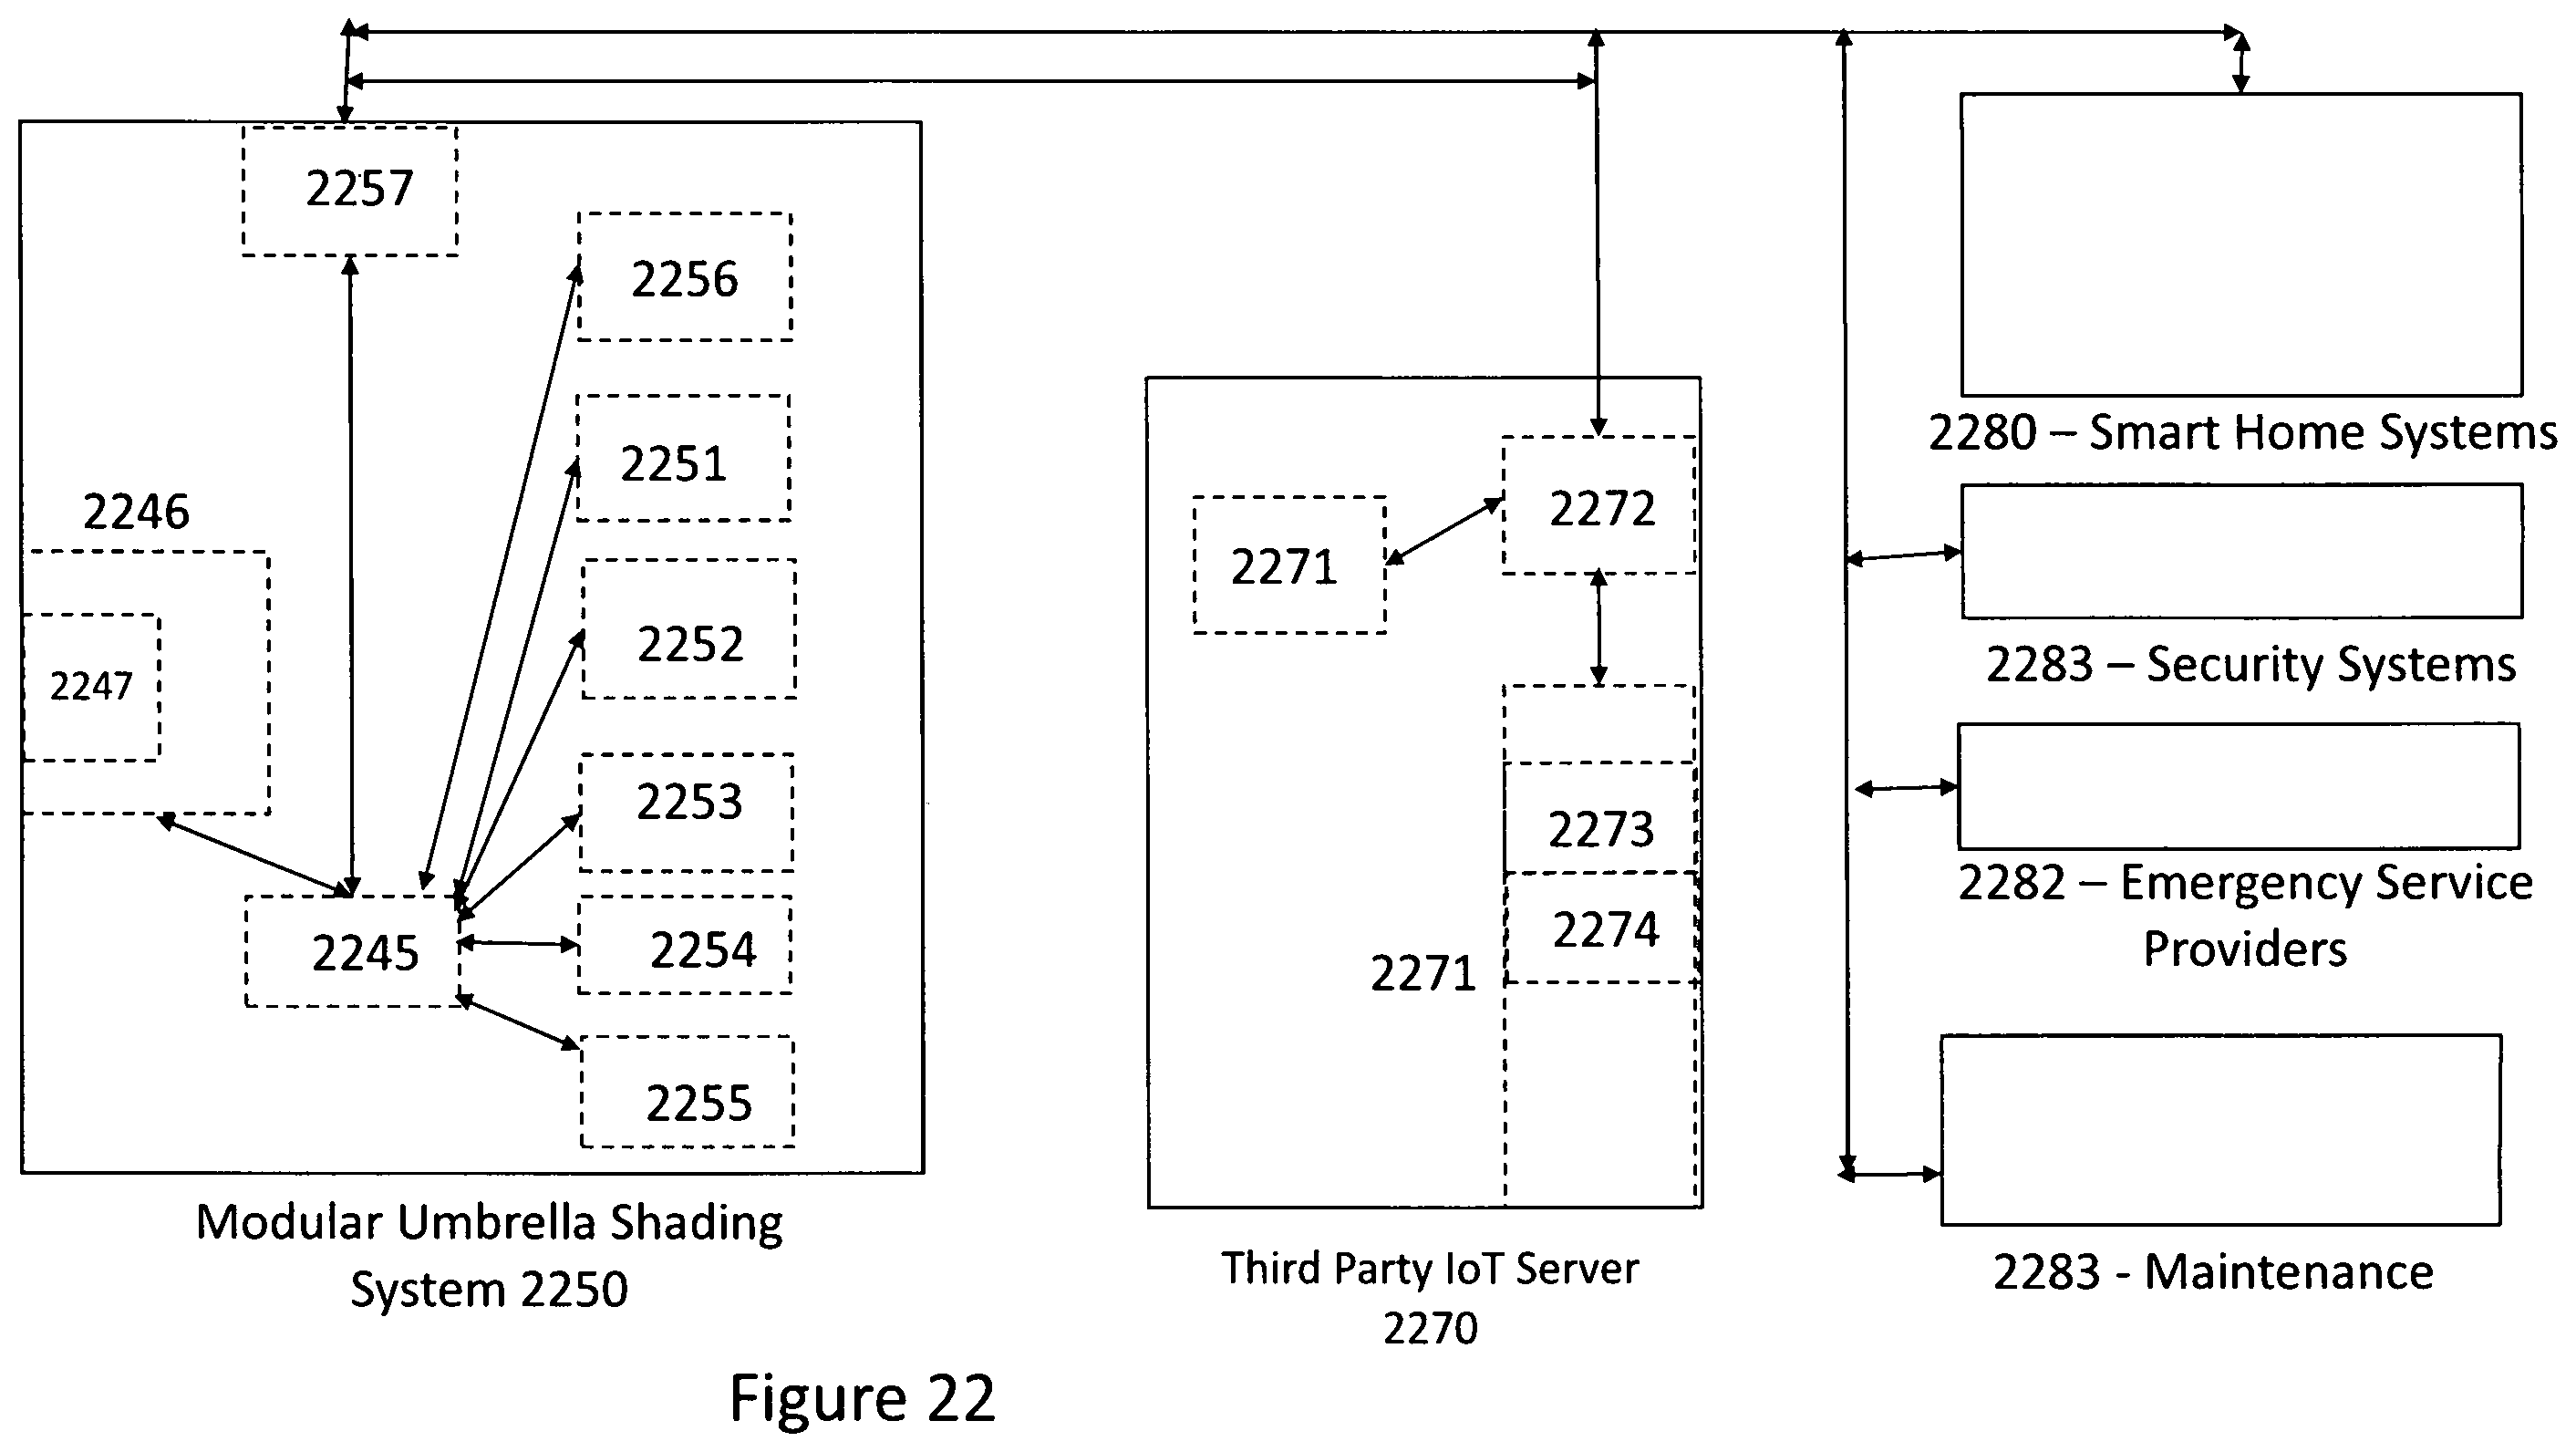 2257
2256
2251
2252
2246
2247
2253
2245
2254
2255
Modular Umbrella Shading
System 2250
2272
2271
2273
2274
2271
Third Party IoT Server
2270
2280 – Smart Home Systems
2283 – Security Systems
2282 – Emergency Service
Providers
2283 - Maintenance
Figure 22